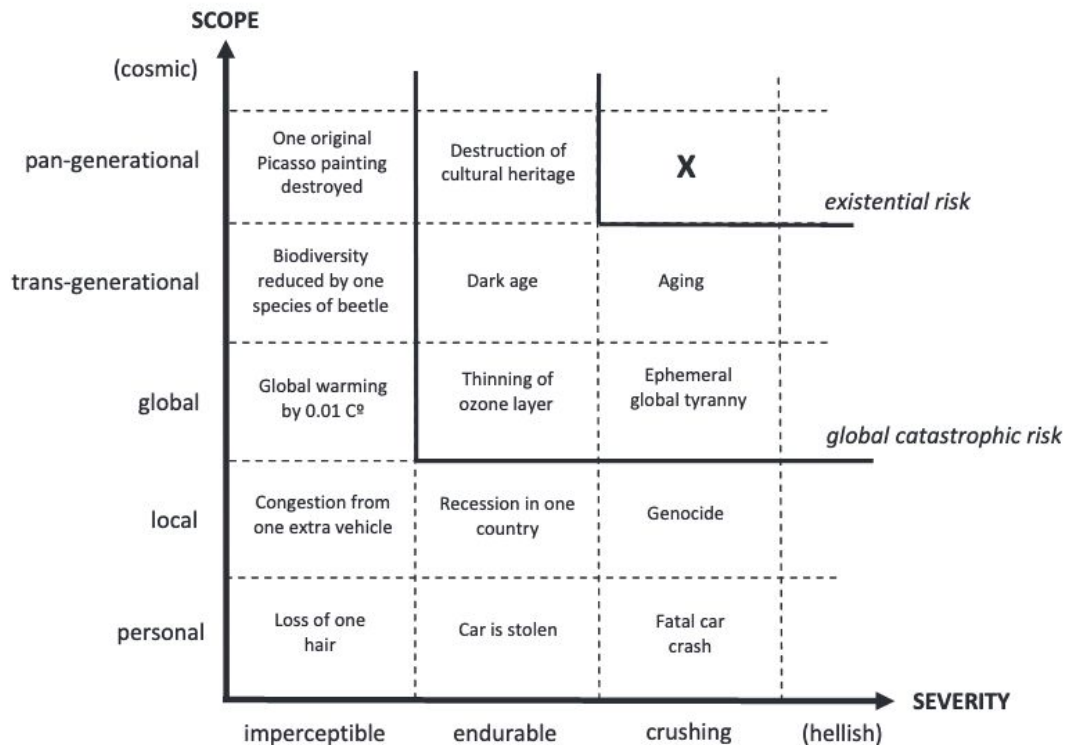 SCOPE
(cosmic)
pan-generational
One original
Picasso painting
destroyed
Destruction of
cultural heritage
X
existential risk
trans-generational
Biodiversity
reduced by one
species of beetle
Dark age
Aging
global
Global warming
by 0.01 Cº
Thinning of
ozone layer
Ephemeral
global tyranny
global catastrophic risk
local
Congestion from
one extra vehicle
Recession in one
country
Genocide
personal
Loss of one
hair
Car is stolen
Fatal car
crash
SEVERITY
imperceptible
endurable
crushing
(hellish)